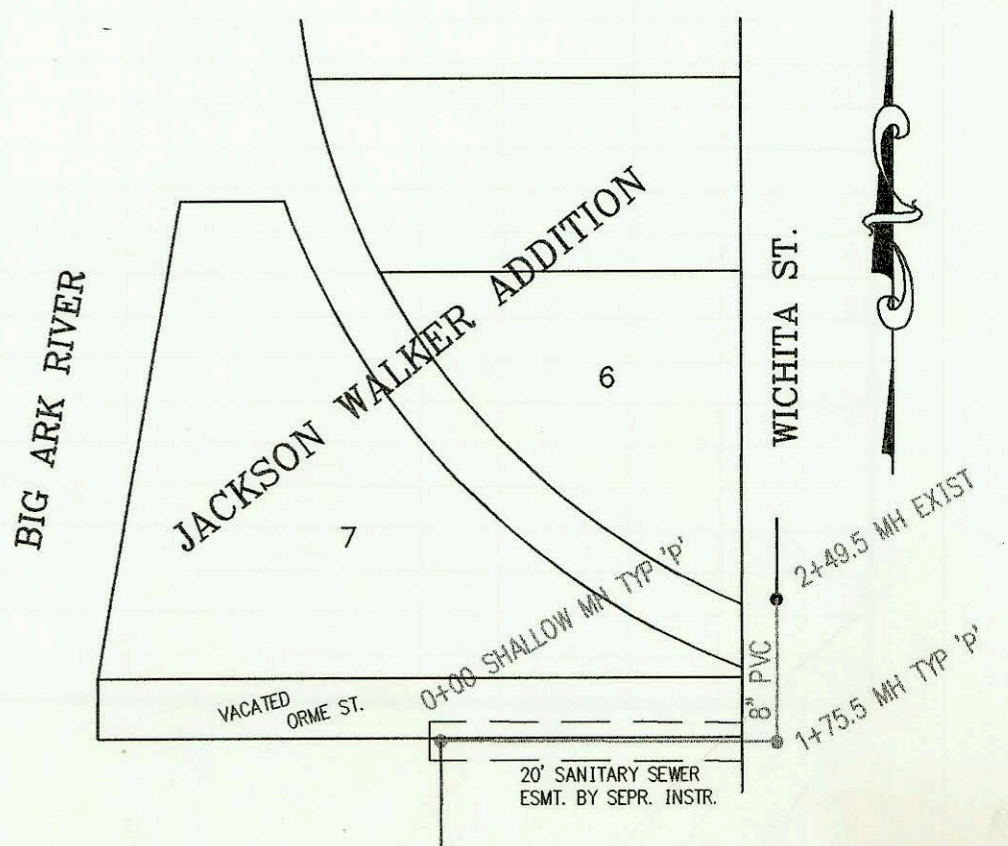 BIG ARK RIVER
JACKSON WALKER ADDITION
WICHITA ST.
6
7
2+49.5 MH EXIST
0+00 SHALLOW MH TYP 'P'
8" PVC
1+75.5 MH TYP 'P'
VACATED
ORME ST.
20' SANITARY SEWER
ESMT. BY SEPR. INSTR.